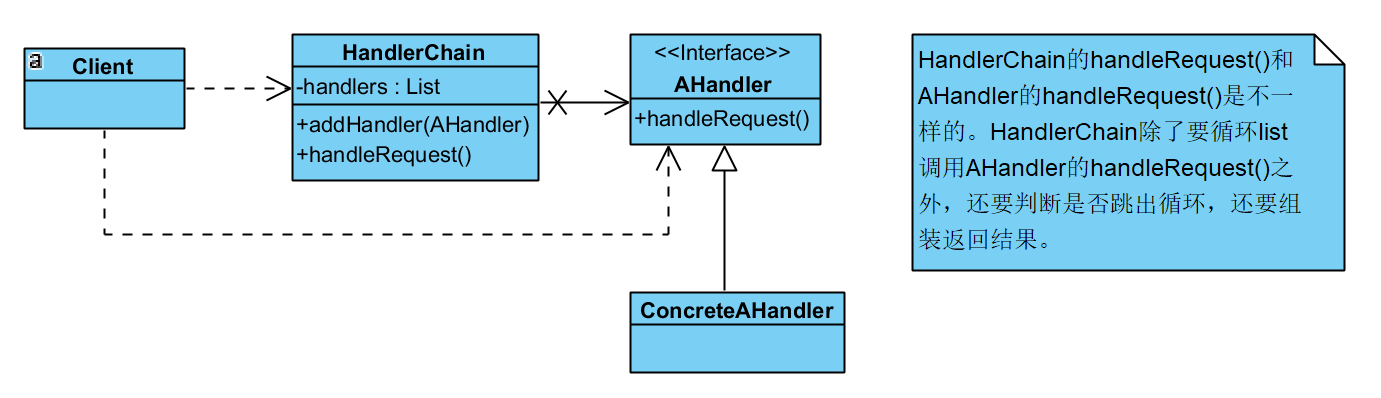 a
Client
HandlerChain
-handlers : List
+addHandler(AHandler)
+handleRequest()
<<Interface>>
AHandler
+handleRequest()
ConcreteAHandler
HandlerChain的handleRequest()和
AHandler的handleRequest()是不一
样的。HandlerChain除了要循环list
调用AHandler的handleRequest()之
外，还要判断是否跳出循环，还要组
装返回结果。